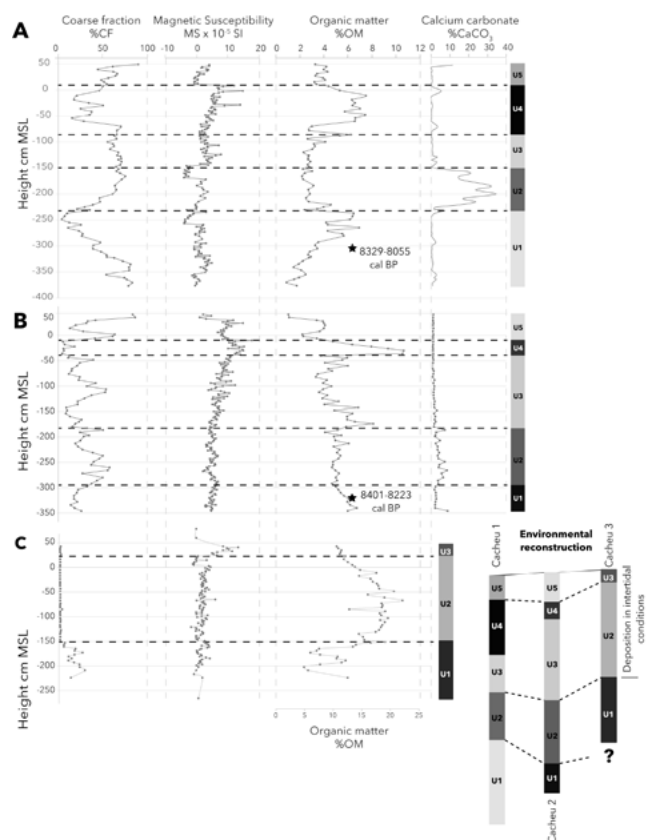 Coarse fraction
%CF
Magnetic Susceptibility
MS x 10⁻⁵ SI
Organic matter
%OM
Calcium carbonate
%CaCO₃
A
0 50 100
-10 0 10 20
0 2 4 6 8 10
0 10 20 30 40
50
0
-50
-100
-150
-200
-250
-300
-350
-400
Height cm MSL
8329-8055
cal BP
U5
U4
U3
U2
U1
B
50
0
-50
-100
-150
-200
-250
-300
-350
Height cm MSL
8401-8223
cal BP
U5
U4
U3
U2
U1
C
50
0
-50
-100
-150
-200
-250
Height cm MSL
U3
U2
U1
0 5 10 15 20 25
Organic matter
%OM
Environmental
reconstruction
Cacheu 1
U5
U4
U3
U2
U1
U5
U4
U3
U2
U1
Cacheu 2
Cacheu 3
U3
U2
U1
?
Deposition in intertidal
conditions